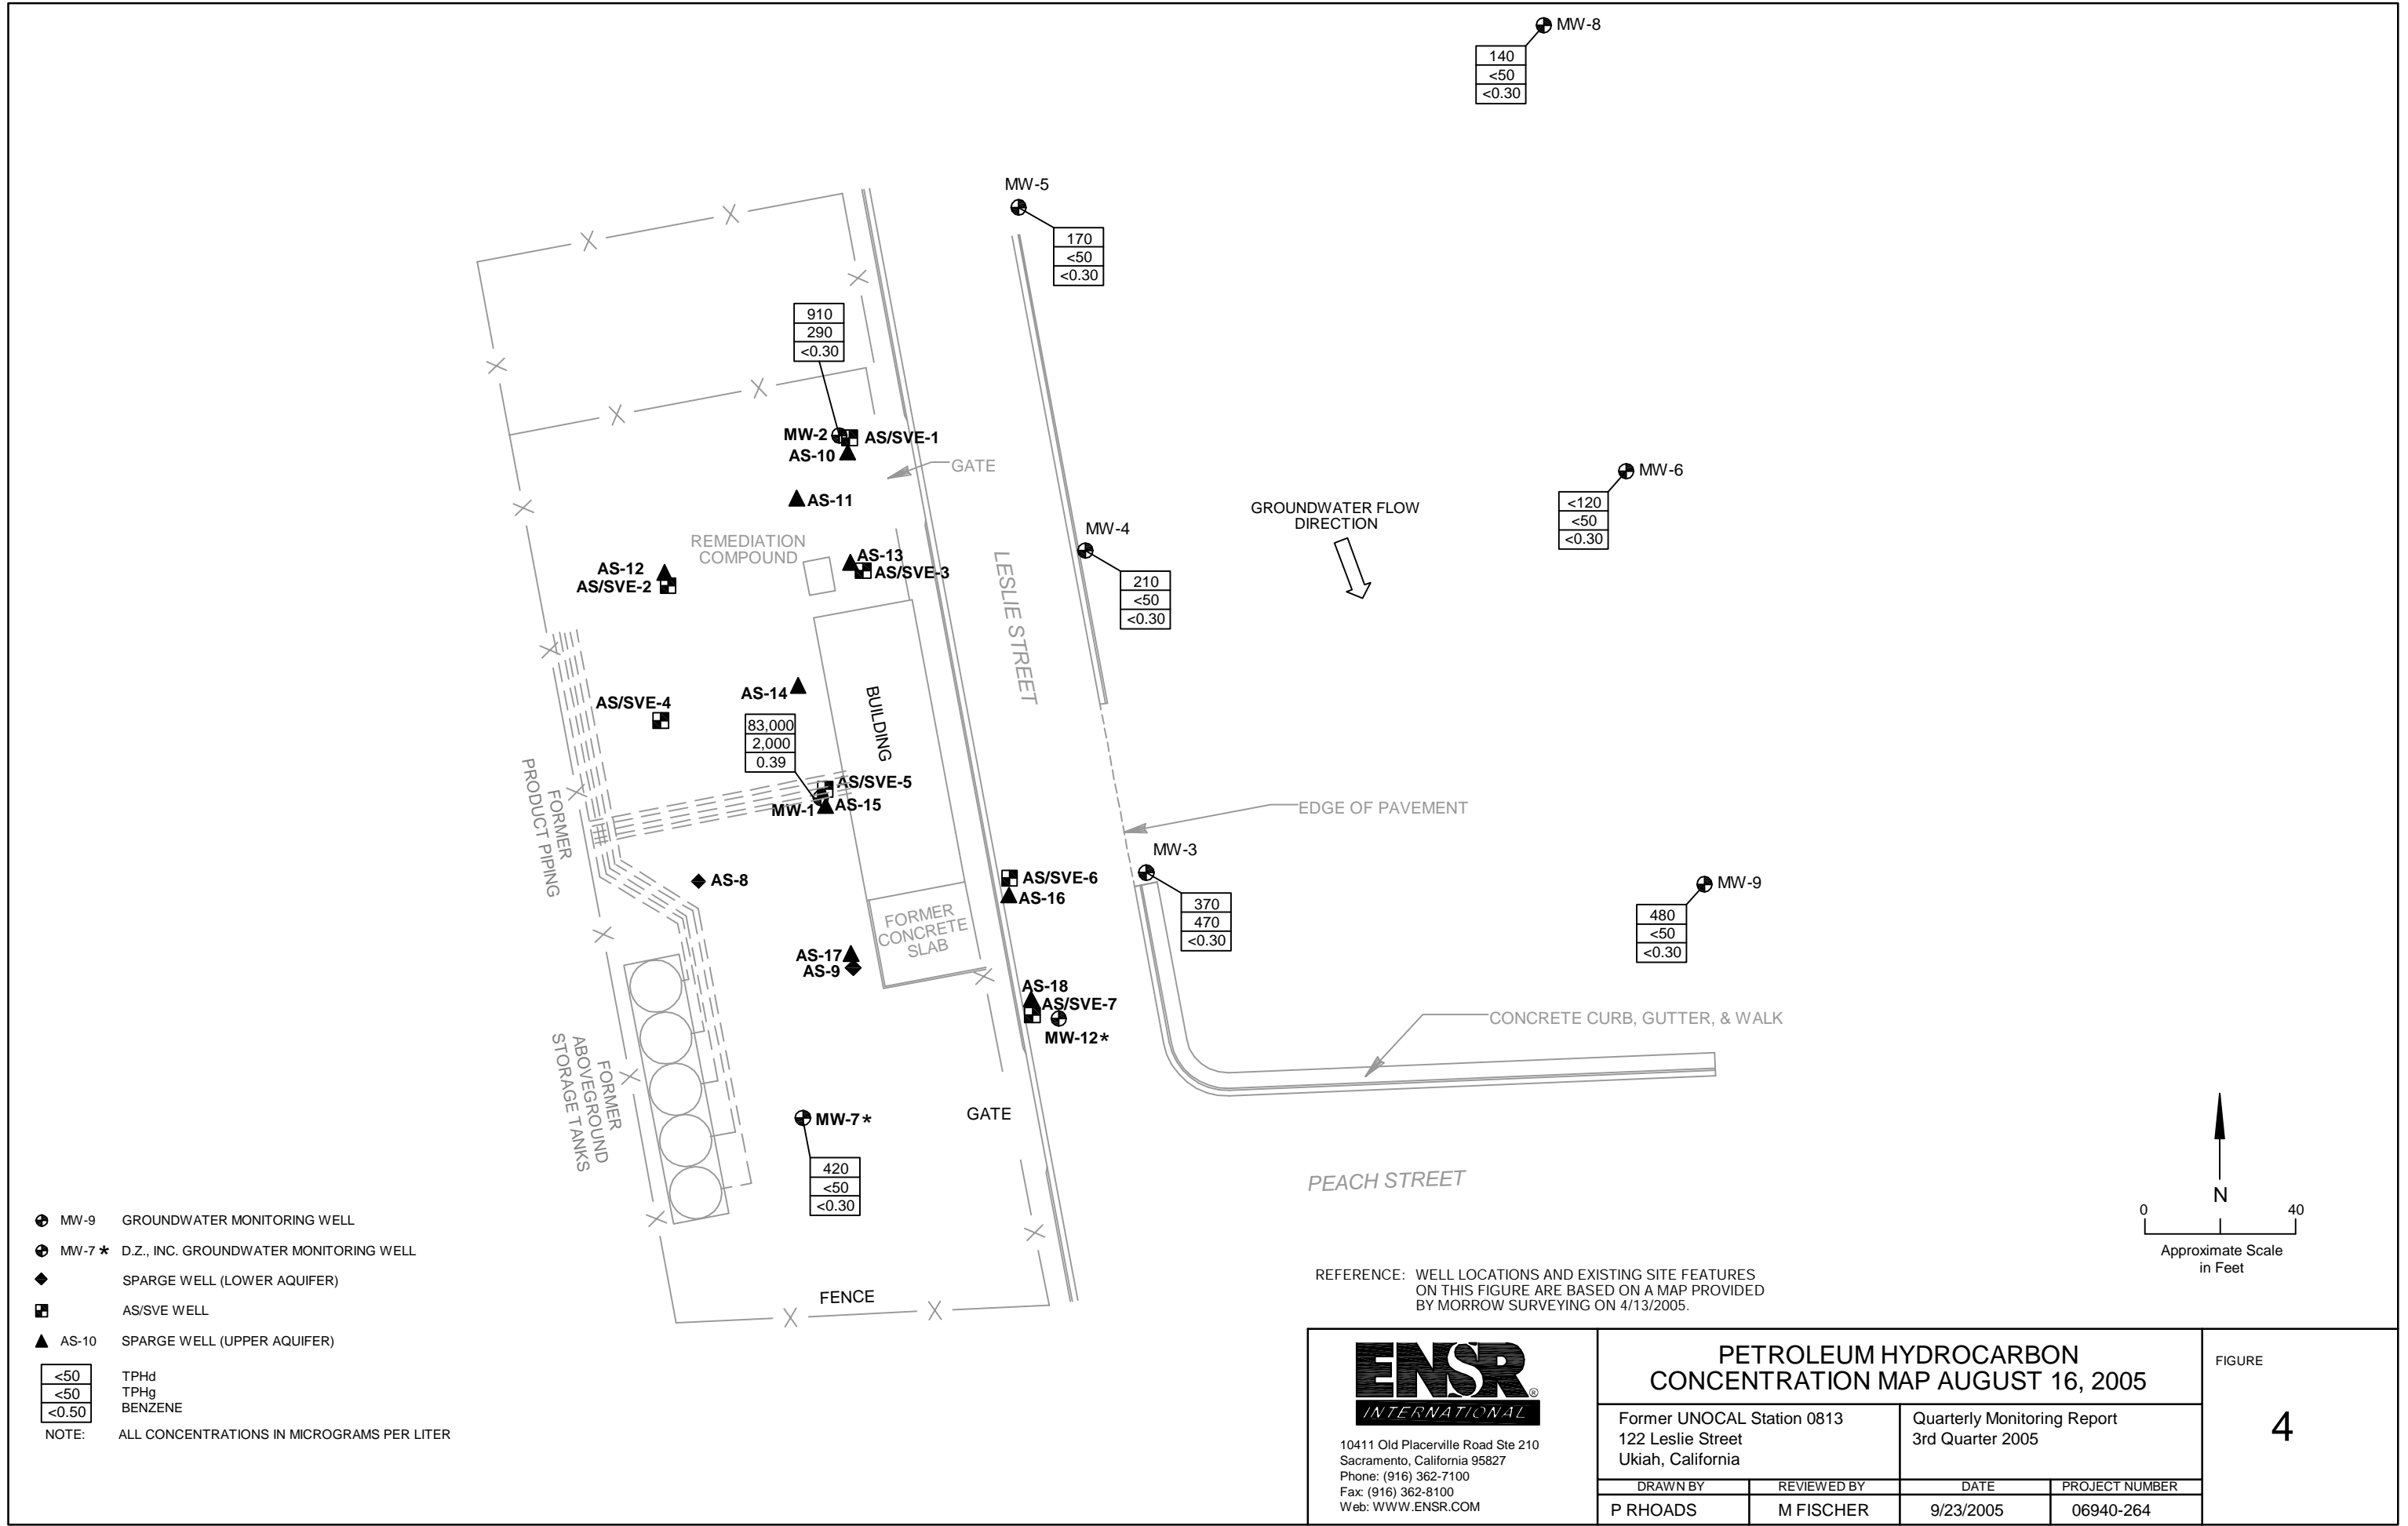 MW-8
140
<50
<0.30
MW-5
170
<50
<0.30
910
290
<0.30
MW-2
AS/SVE-1
AS-10
GATE
AS-11
MW-6
<120
<50
<0.30
GROUNDWATER FLOW
DIRECTION
MW-4
210
<50
<0.30
REMEDIATION
COMPOUND
AS-13
AS/SVE-3
AS-12
AS/SVE-2
LESLIE STREET
AS-14
AS/SVE-4
BUILDING
83,000
2,000
0.39
AS/SVE-5
MW-1
AS-15
FORMER
PRODUCT PIPING
EDGE OF PAVEMENT
MW-3
370
470
<0.30
AS-8
AS/SVE-6
AS-16
MW-9
480
<50
<0.30
FORMER
CONCRETE
SLAB
AS-17
AS-9
AS-18
AS/SVE-7
MW-12*
CONCRETE CURB, GUTTER, & WALK
FORMER
ABOVEGROUND
STORAGE TANKS
MW-7*
420
<50
<0.30
GATE
PEACH STREET
FENCE
N
0 40
Approximate Scale
in Feet
MW-9 GROUNDWATER MONITORING WELL
MW-7* D.Z., INC. GROUNDWATER MONITORING WELL
SPARGE WELL (LOWER AQUIFER)
AS/SVE WELL
AS-10 SPARGE WELL (UPPER AQUIFER)
<50 TPHd
<50 TPHg
<0.50 BENZENE
NOTE: ALL CONCENTRATIONS IN MICROGRAMS PER LITER
REFERENCE: WELL LOCATIONS AND EXISTING SITE FEATURES
ON THIS FIGURE ARE BASED ON A MAP PROVIDED
BY MORROW SURVEYING ON 4/13/2005.
ENSR®
INTERNATIONAL
10411 Old Placerville Road Ste 210
Sacramento, California 95827
Phone: (916) 362-7100
Fax: (916) 362-8100
Web: WWW.ENSR.COM
PETROLEUM HYDROCARBON
CONCENTRATION MAP AUGUST 16, 2005
Former UNOCAL Station 0813
122 Leslie Street
Ukiah, California
Quarterly Monitoring Report
3rd Quarter 2005
DRAWN BY REVIEWED BY DATE PROJECT NUMBER
P RHOADS M FISCHER 9/23/2005 06940-264
FIGURE
4